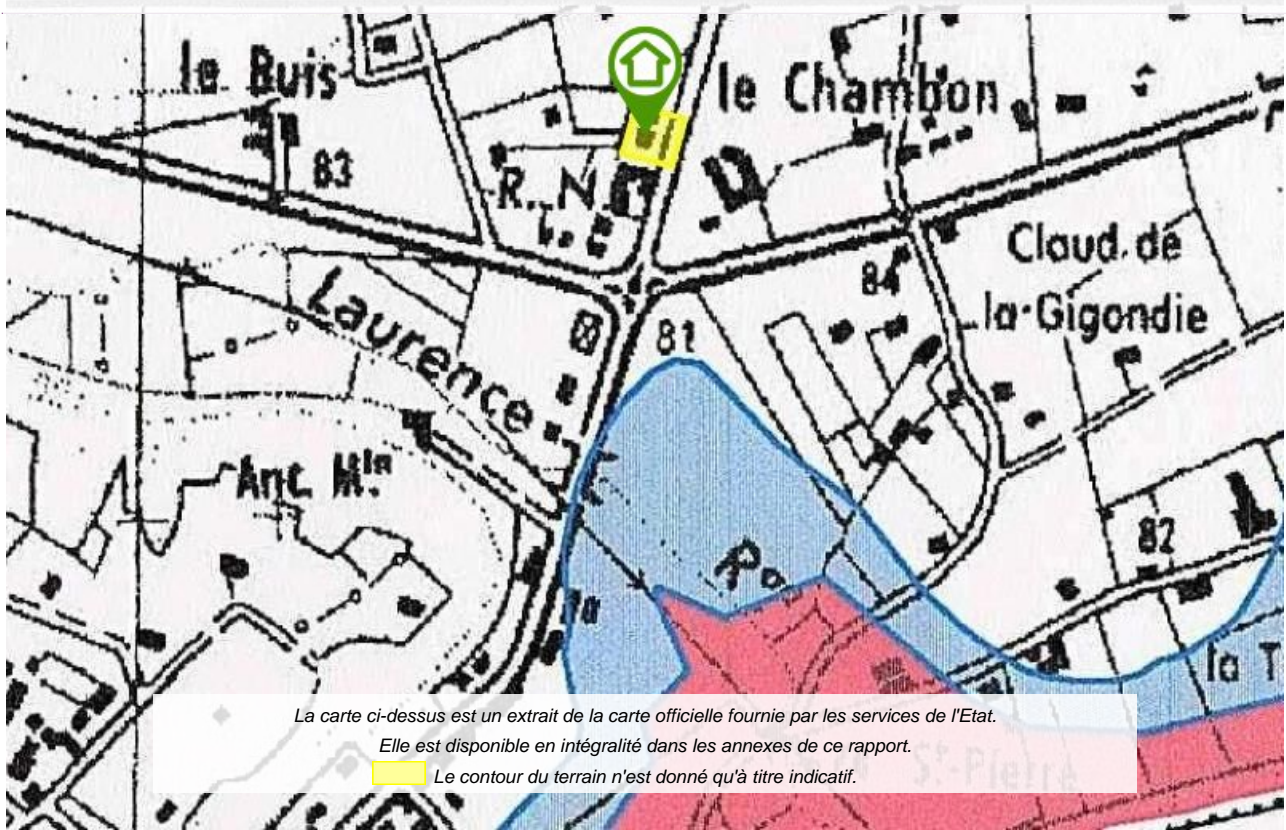 le Buis
le Chambon
83
R. N.
Cloud. de
la Gigondie
84
Laurence
81
Anc. Mln
82
la T
La carte ci-dessus est un extrait de la carte officielle fournie par les services de l'Etat.
Elle est disponible en intégralité dans les annexes de ce rapport.
Le contour du terrain n'est donné qu'à titre indicatif.
St-Pierre